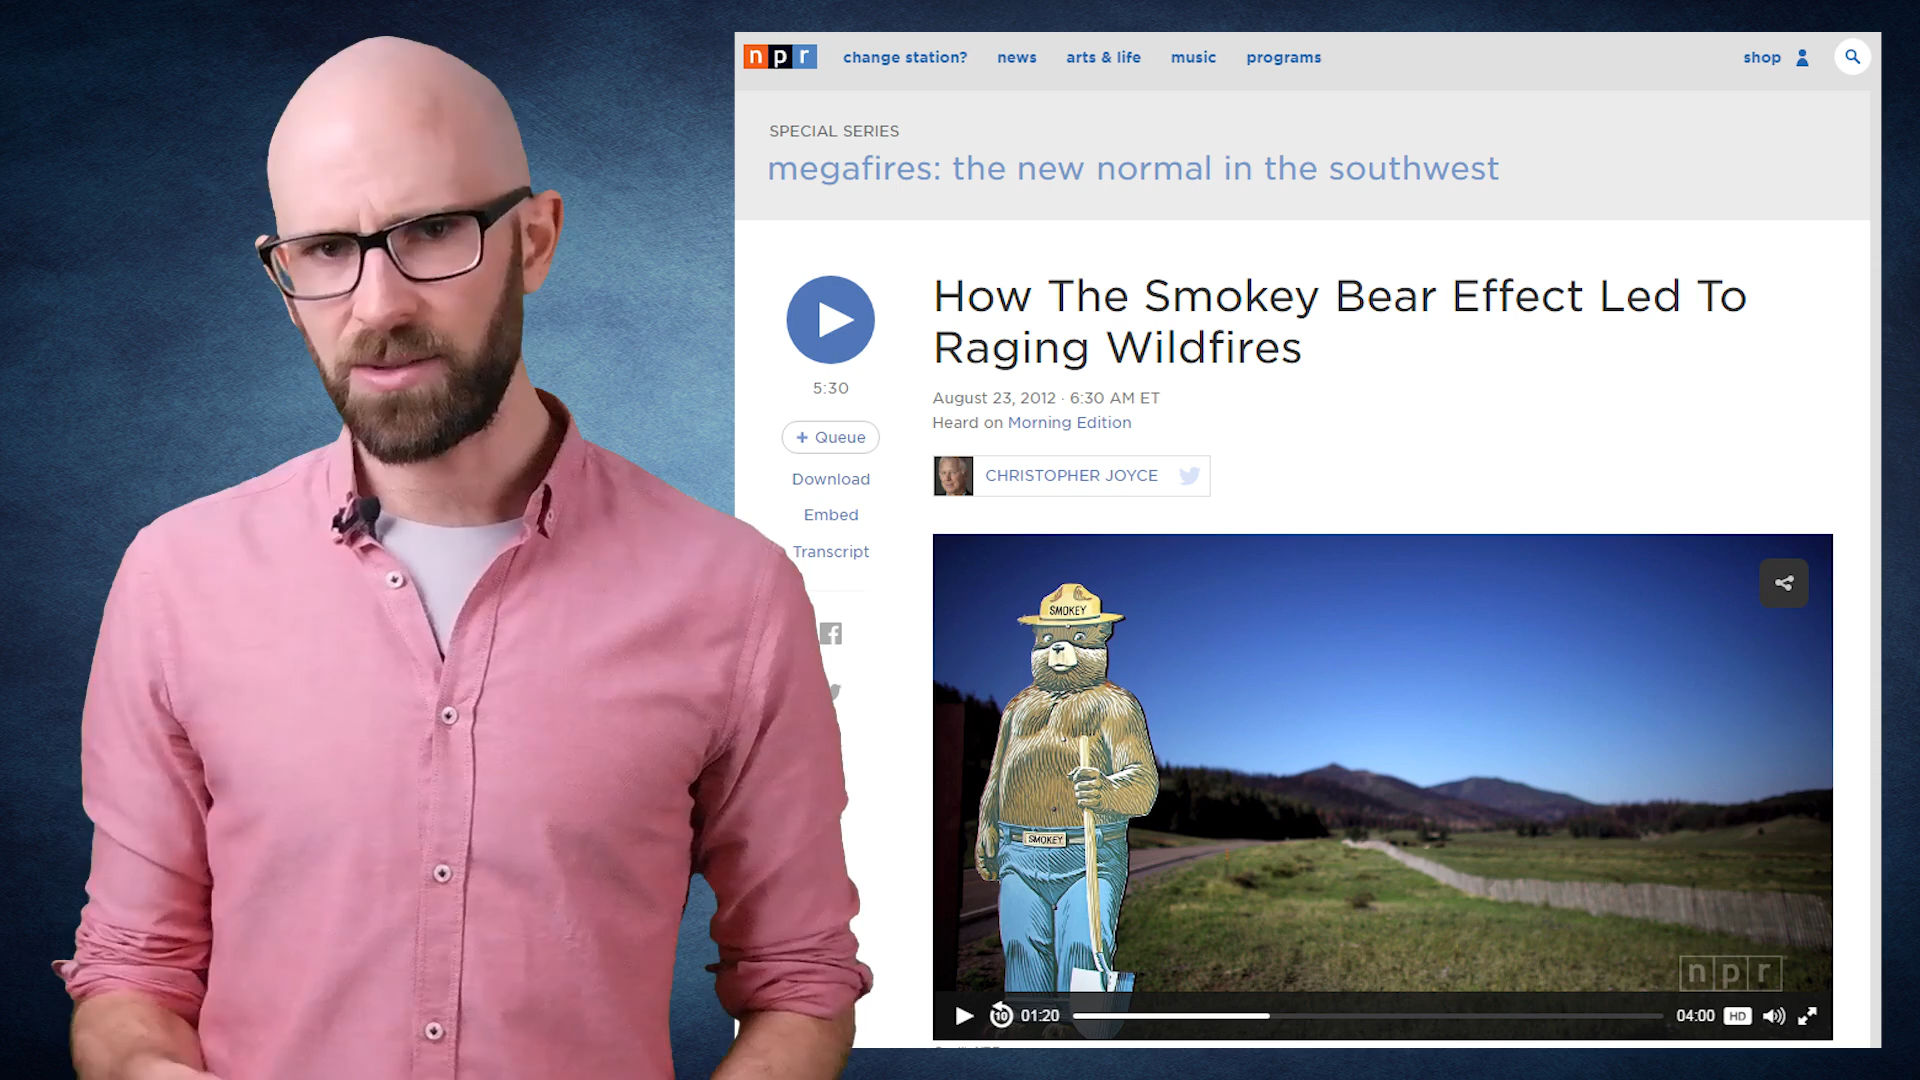 npr
change station?
news
arts & life
music
programs
shop
SPECIAL SERIES
megafires: the new normal in the southwest
How The Smokey Bear Effect Led To
Raging Wildfires
5:30
August 23, 2012 · 6:30 AM ET
Heard on Morning Edition
+ Queue
Download
Embed
Transcript
CHRISTOPHER JOYCE
SMOKEY
SMOKEY
npr
10
01:20
04:00
HD